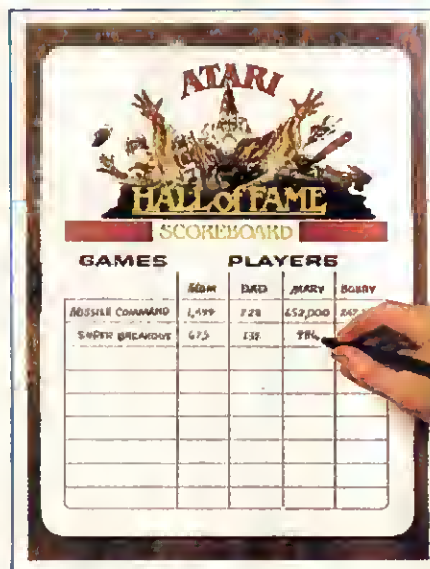 ATARI
HALL of FAME
SCOREBOARD
GAMES PLAYERS
MOM DAD MARY BOBBY
MISSILE COMMAND 1,499 728 652,000
SUPER BREAKOUT 675 135